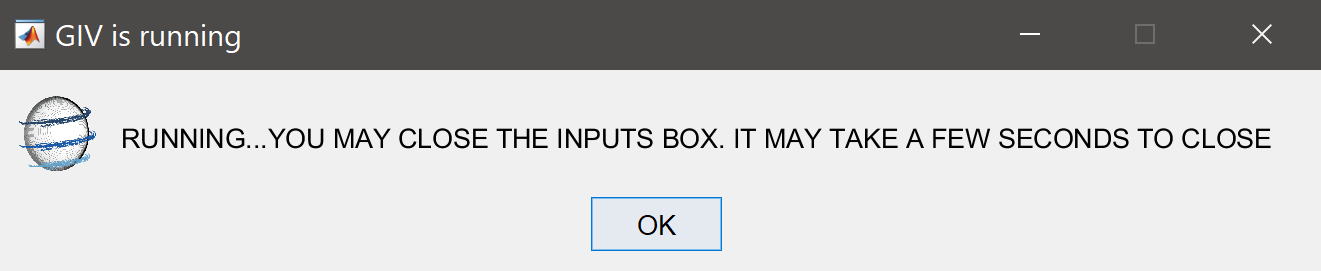 GIV is running
RUNNING...YOU MAY CLOSE THE INPUTS BOX. IT MAY TAKE A FEW SECONDS TO CLOSE
OK